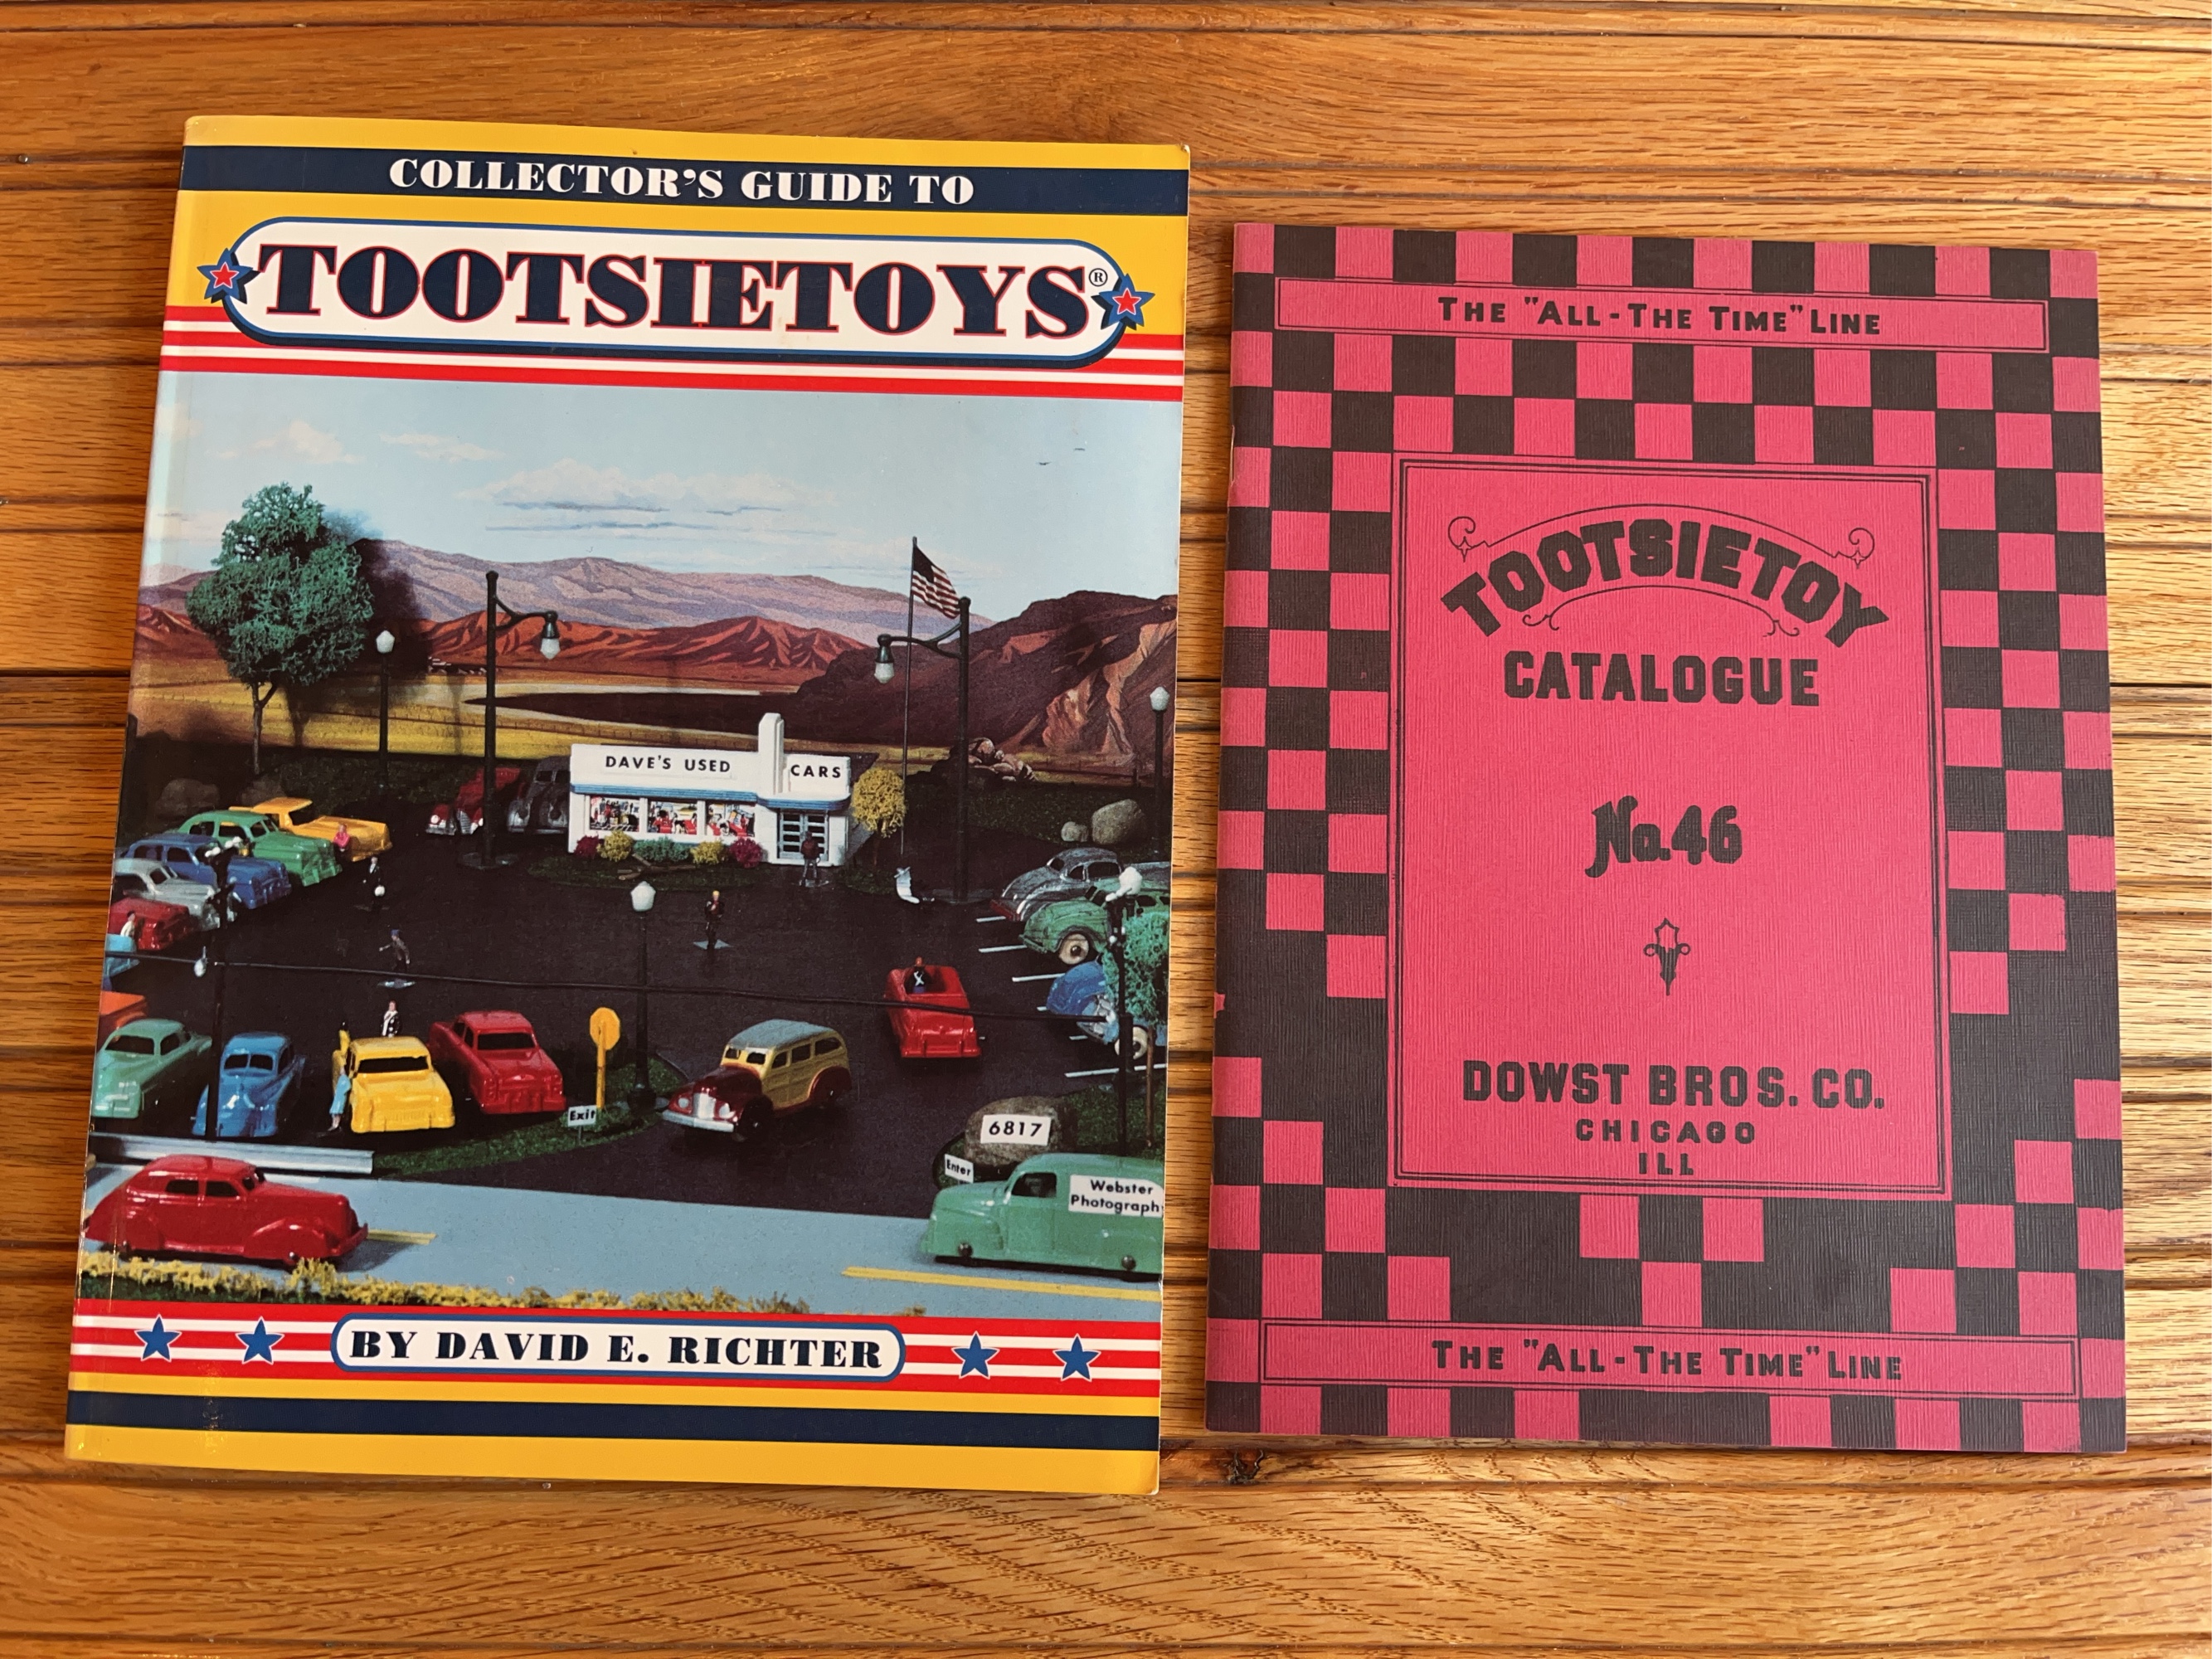 COLLECTOR'S GUIDE TO
TOOTSIETOYS®
DAVE'S USED CARS
Exit
6817
Enter
Webster
Photography
BY DAVID E. RICHTER
THE "ALL-THE TIME" LINE
TOOTSIETOY
CATALOGUE
No. 46
DOWST BROS. CO.
CHICAGO
ILL
THE "ALL-THE TIME" LINE